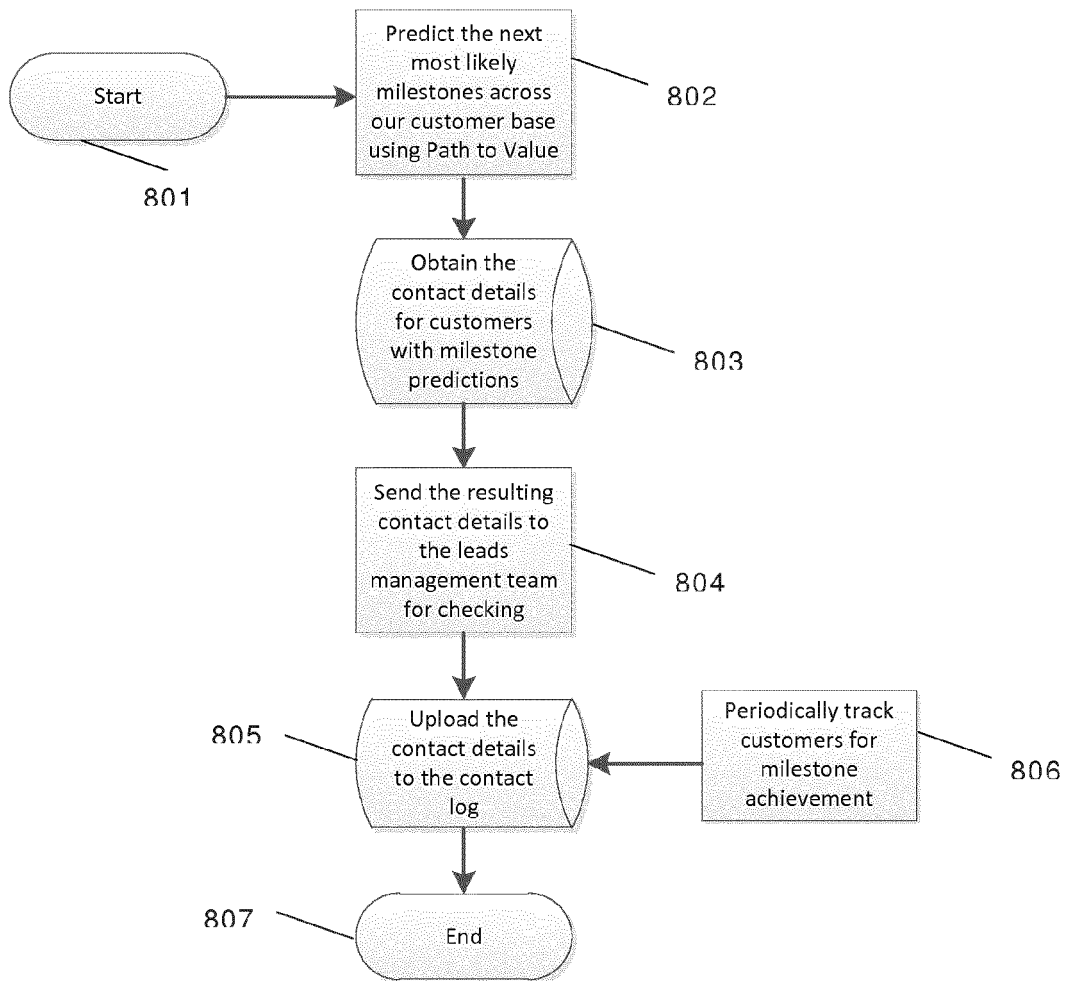 Start
801
Predict the next
most likely
milestones across
our customer base
using Path to Value
802
Obtain the
contact details
for customers
with milestone
predictions
803
Send the resulting
contact details to
the leads
management team
for checking
804
805
Upload the
contact details
to the contact
log
Periodically track
customers for
milestone
achievement
806
807
End